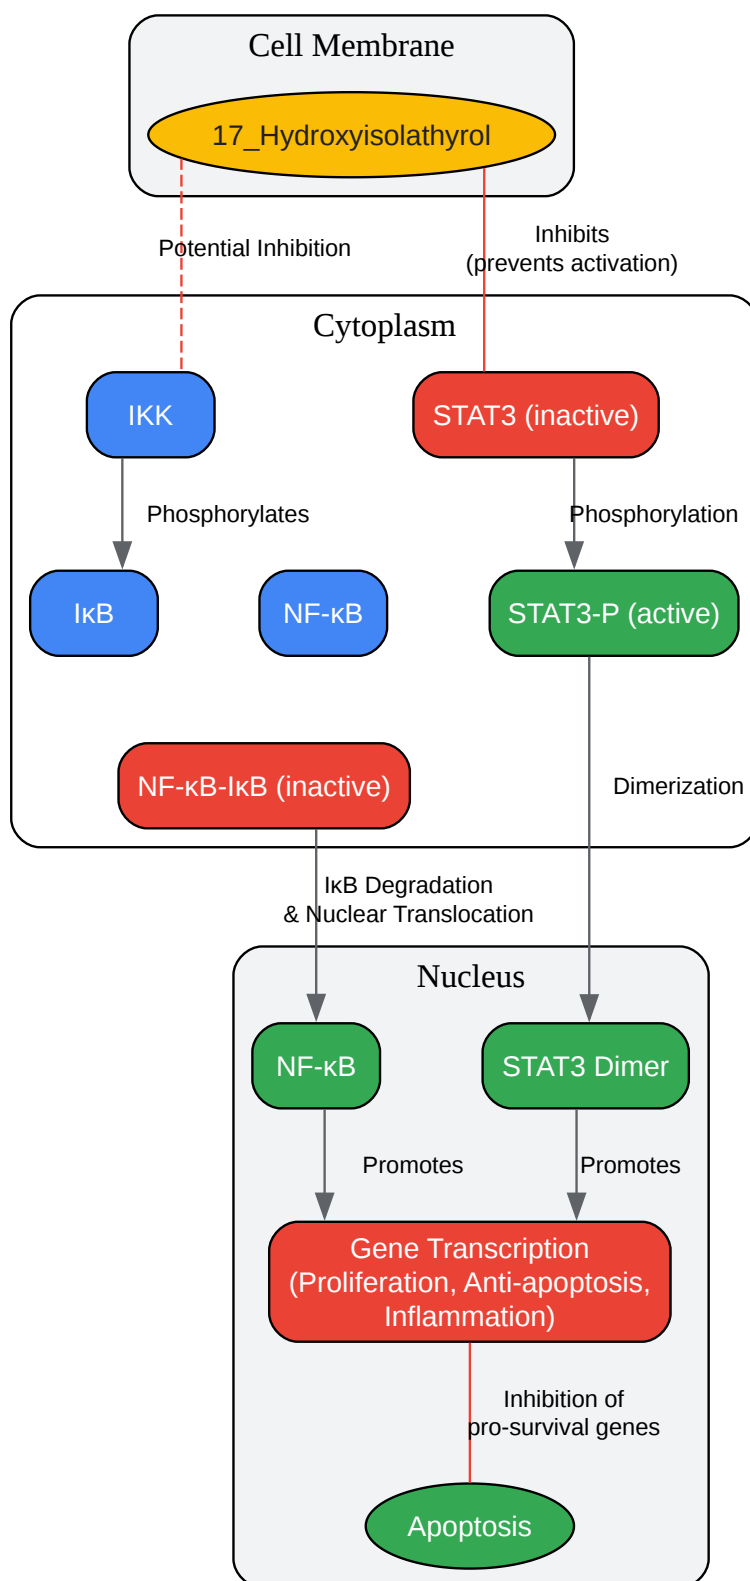 Cell Membrane
17_Hydroxyisolathyrol
Potential Inhibition
Inhibits
(prevents activation)
Cytoplasm
IKK
STAT3 (inactive)
Phosphorylates
Phosphorylation
IκB
NF-κB
STAT3-P (active)
NF-κB-IκB (inactive)
Dimerization
IκB Degradation
& Nuclear Translocation
Nucleus
NF-κB
STAT3 Dimer
Promotes
Promotes
Gene Transcription
(Proliferation, Anti-apoptosis,
Inflammation)
Inhibition of
pro-survival genes
Apoptosis